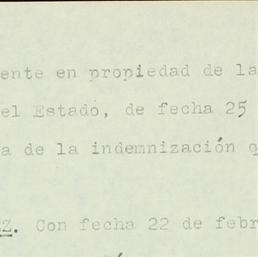 ente en propiedad de la
el Estado, de fecha 25
a de la indemnización
Z. Con fecha 22 de febr